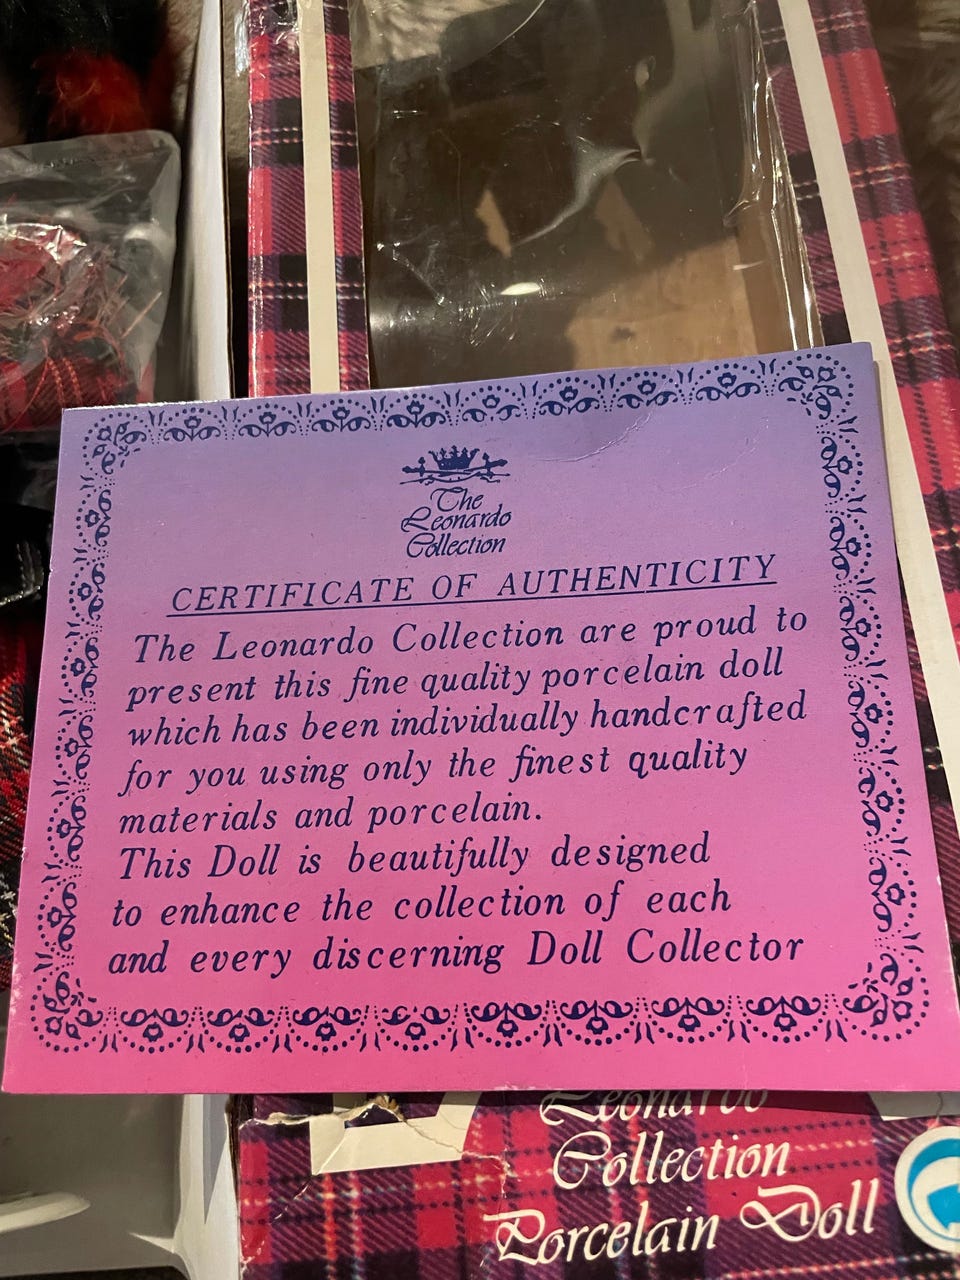 The
Leonardo
Collection
CERTIFICATE OF AUTHENTICITY
The Leonardo Collection are proud to
present this fine quality porcelain doll
which has been individually handcrafted
for you using only the finest quality
materials and porcelain.
This Doll is beautifully designed
to enhance the collection of each
and every discerning Doll Collector
Leonardo
Collection
Porcelain Doll